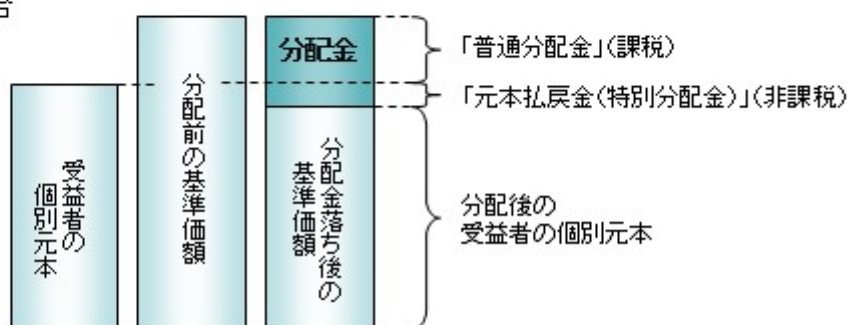 合
受益者の
個別元本
分配前の基準価額
分配金
分配金落ち後の
基準価額
「普通分配金」(課税)
「元本払戻金(特別分配金)」(非課税)
分配後の
受益者の個別元本